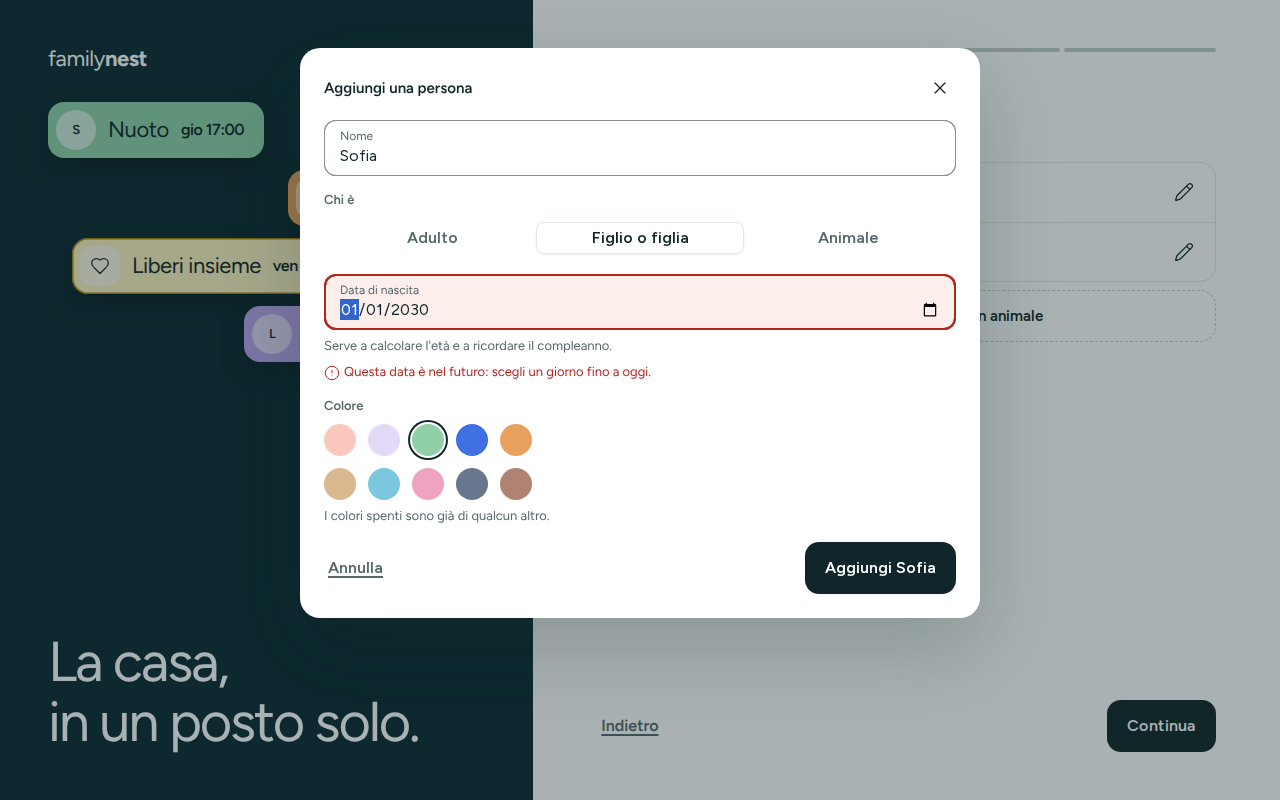 familynest
S
Nuoto gio 17:00
Liberi insieme ven
L
La casa,
in un posto solo.
Aggiungi una persona
Nome
Sofia
Chi è
Adulto
Figlio o figlia
Animale
Data di nascita
01/01/2030
Serve a calcolare l'età e a ricordare il compleanno.
Questa data è nel futuro: scegli un giorno fino a oggi.
Colore
I colori spenti sono già di qualcun altro.
Annulla
Aggiungi Sofia
animale
Indietro
Continua